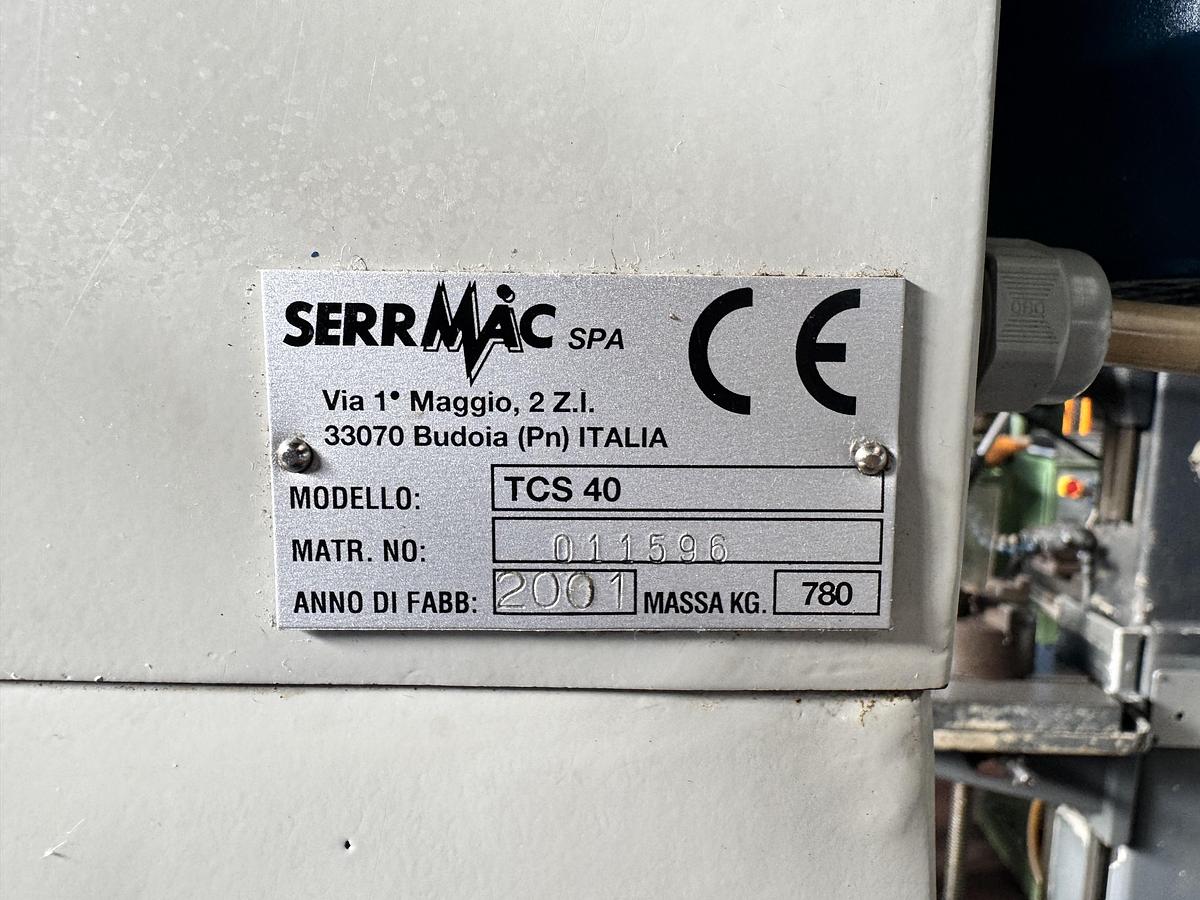 SERRMAC SPA
CE
Via 1° Maggio, 2 Z.I.
33070 Budoia (Pn) ITALIA
MODELLO: TCS 40
MATR. NO: 011596
ANNO DI FABB: 2001 MASSA KG. 780
OBO